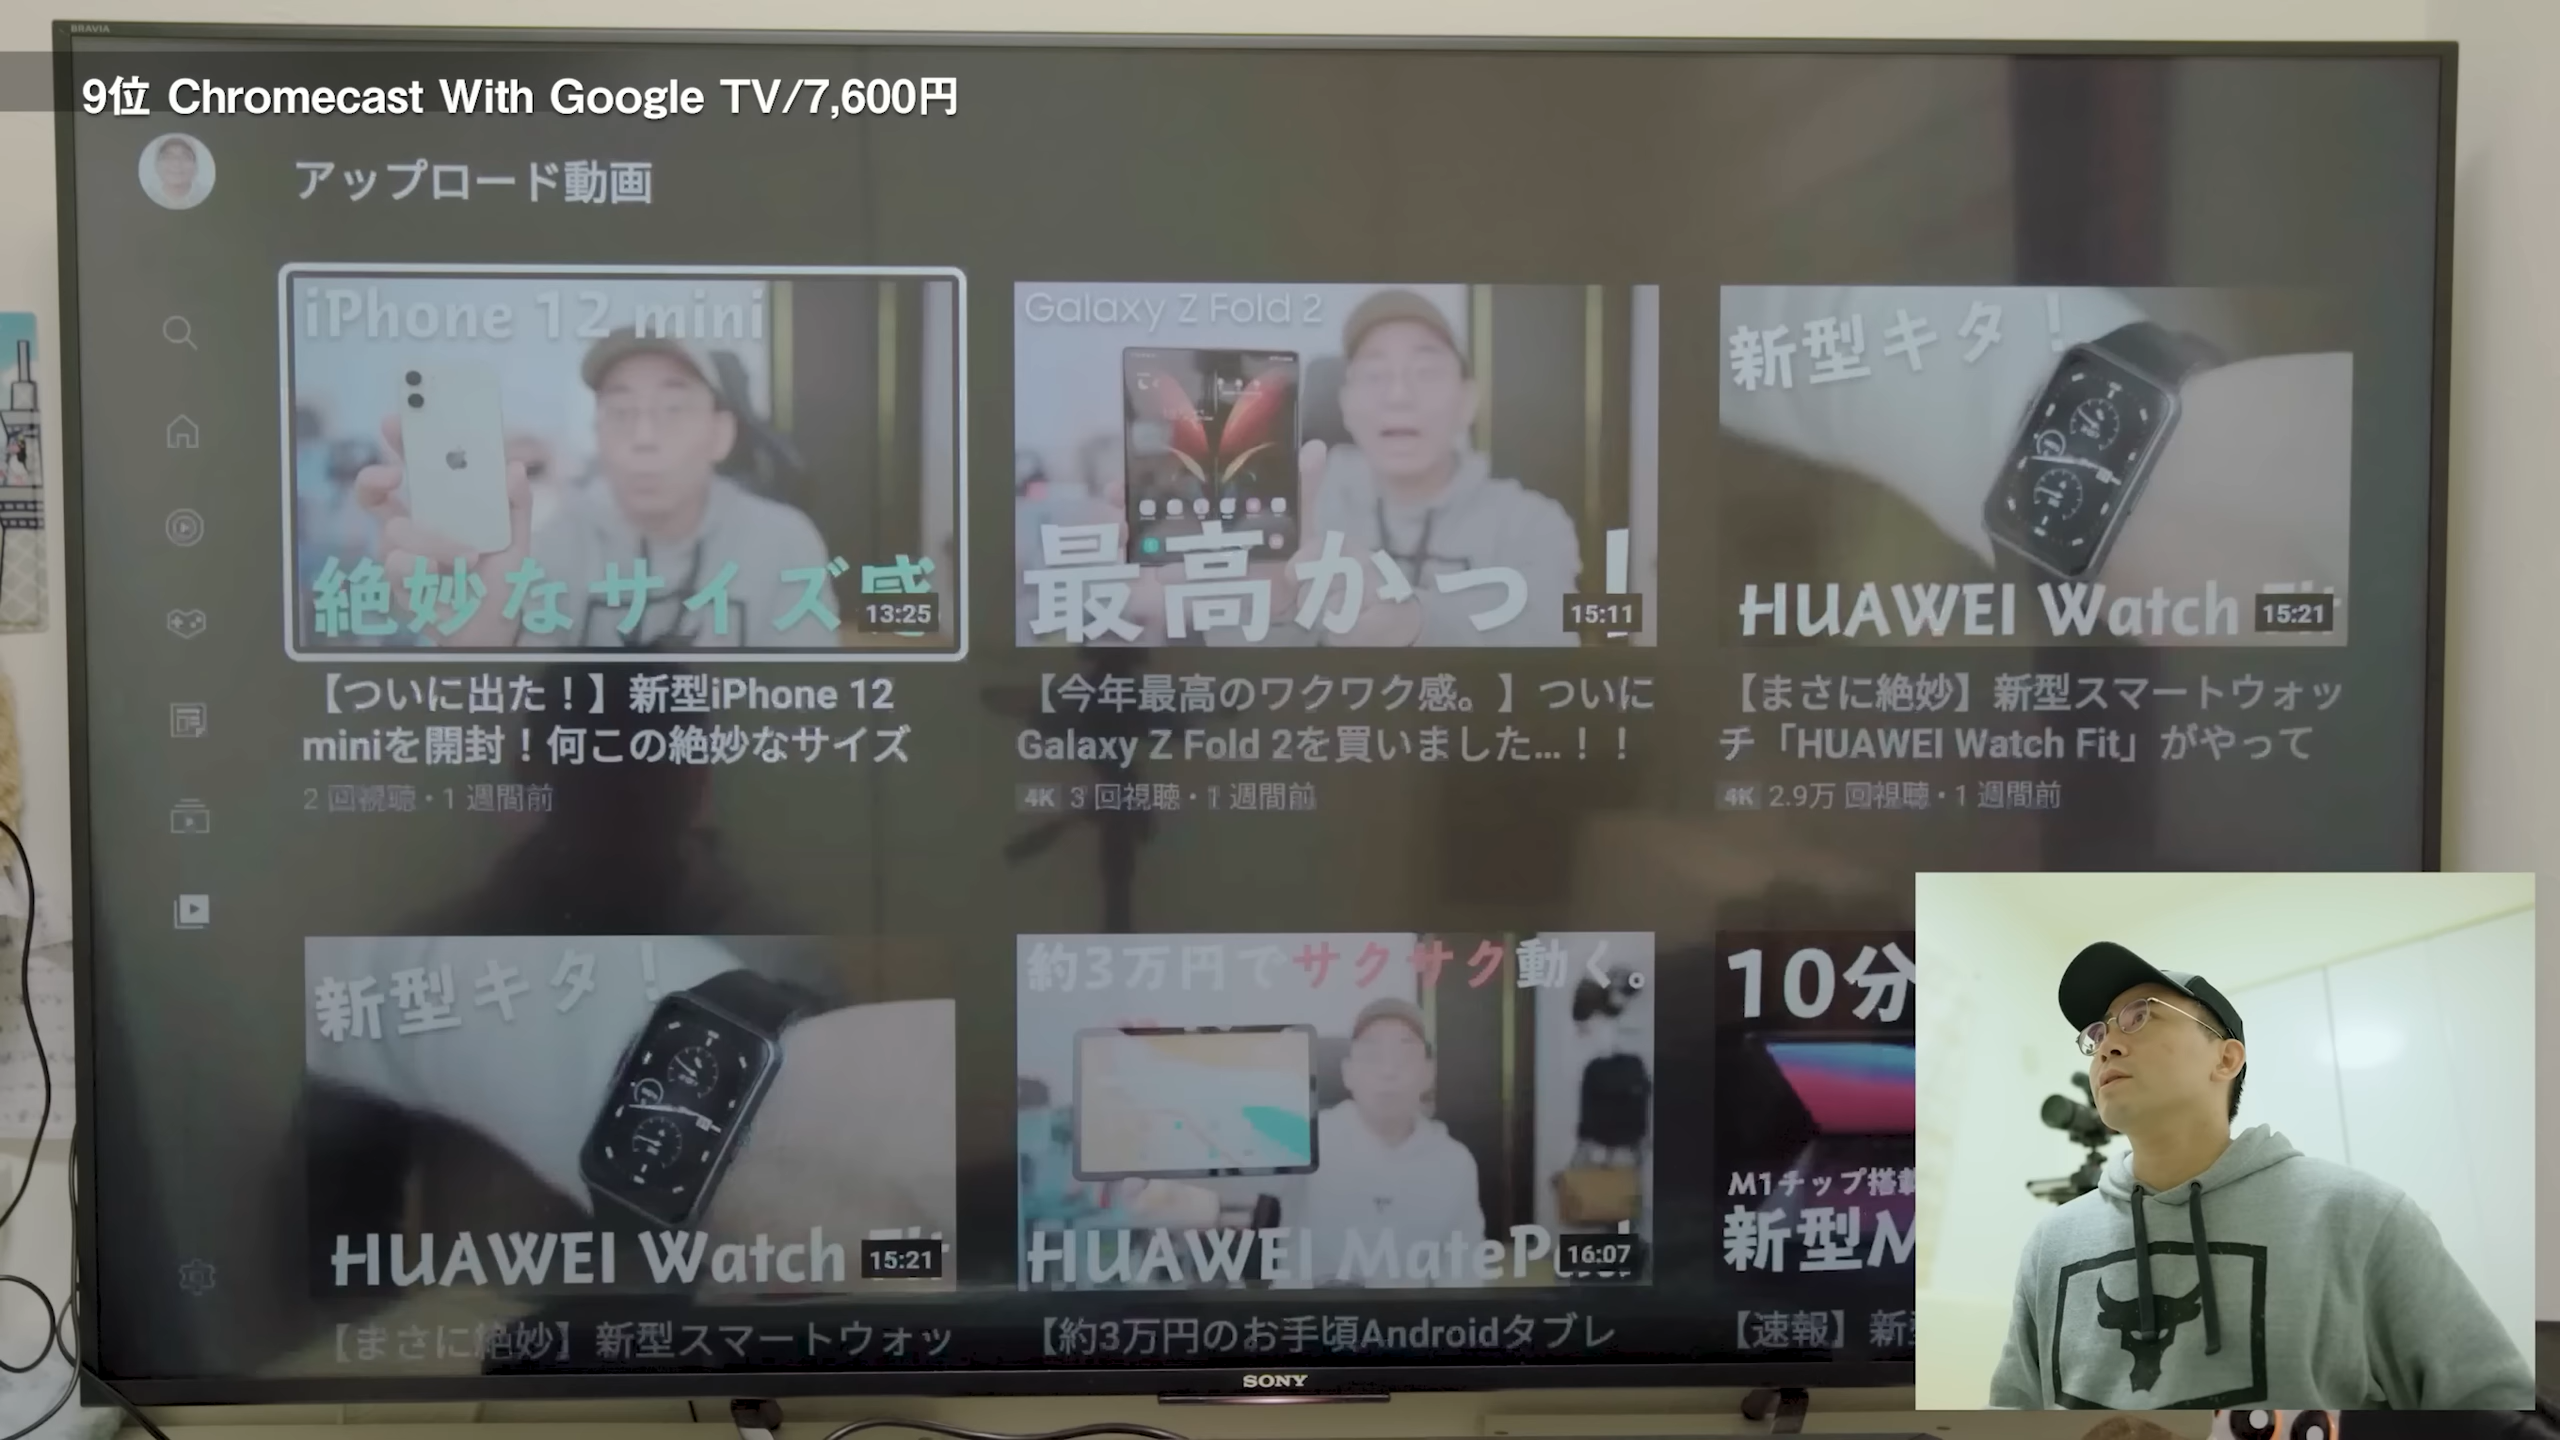 BRAVIA
9位 Chromecast With Google TV/7,600円
アップロード動画
iPhone 12 mini
絶妙なサイズ感
13:25
Galaxy Z Fold 2
最高かっ！
15:11
新型キタ！
HUAWEI Watch
15:21
【ついに出た！】新型iPhone 12
miniを開封！何この絶妙なサイズ
2 回視聴・1 週間前
【今年最高のワクワク感。】ついに
Galaxy Z Fold 2を買いました...！！
4K 3 回視聴・1 週間前
【まさに絶妙】新型スマートウォッ
チ「HUAWEI Watch Fit」がやって
4K 2.9万 回視聴・1 週間前
新型キタ！
HUAWEI Watch
15:21
約3万円でサクサク動く。
HUAWEI MateP
16:07
10分
M1チップ搭載
新型M
【まさに絶妙】新型スマートウォッ
【約3万円のお手頃Androidタブレ
【速報】新
SONY